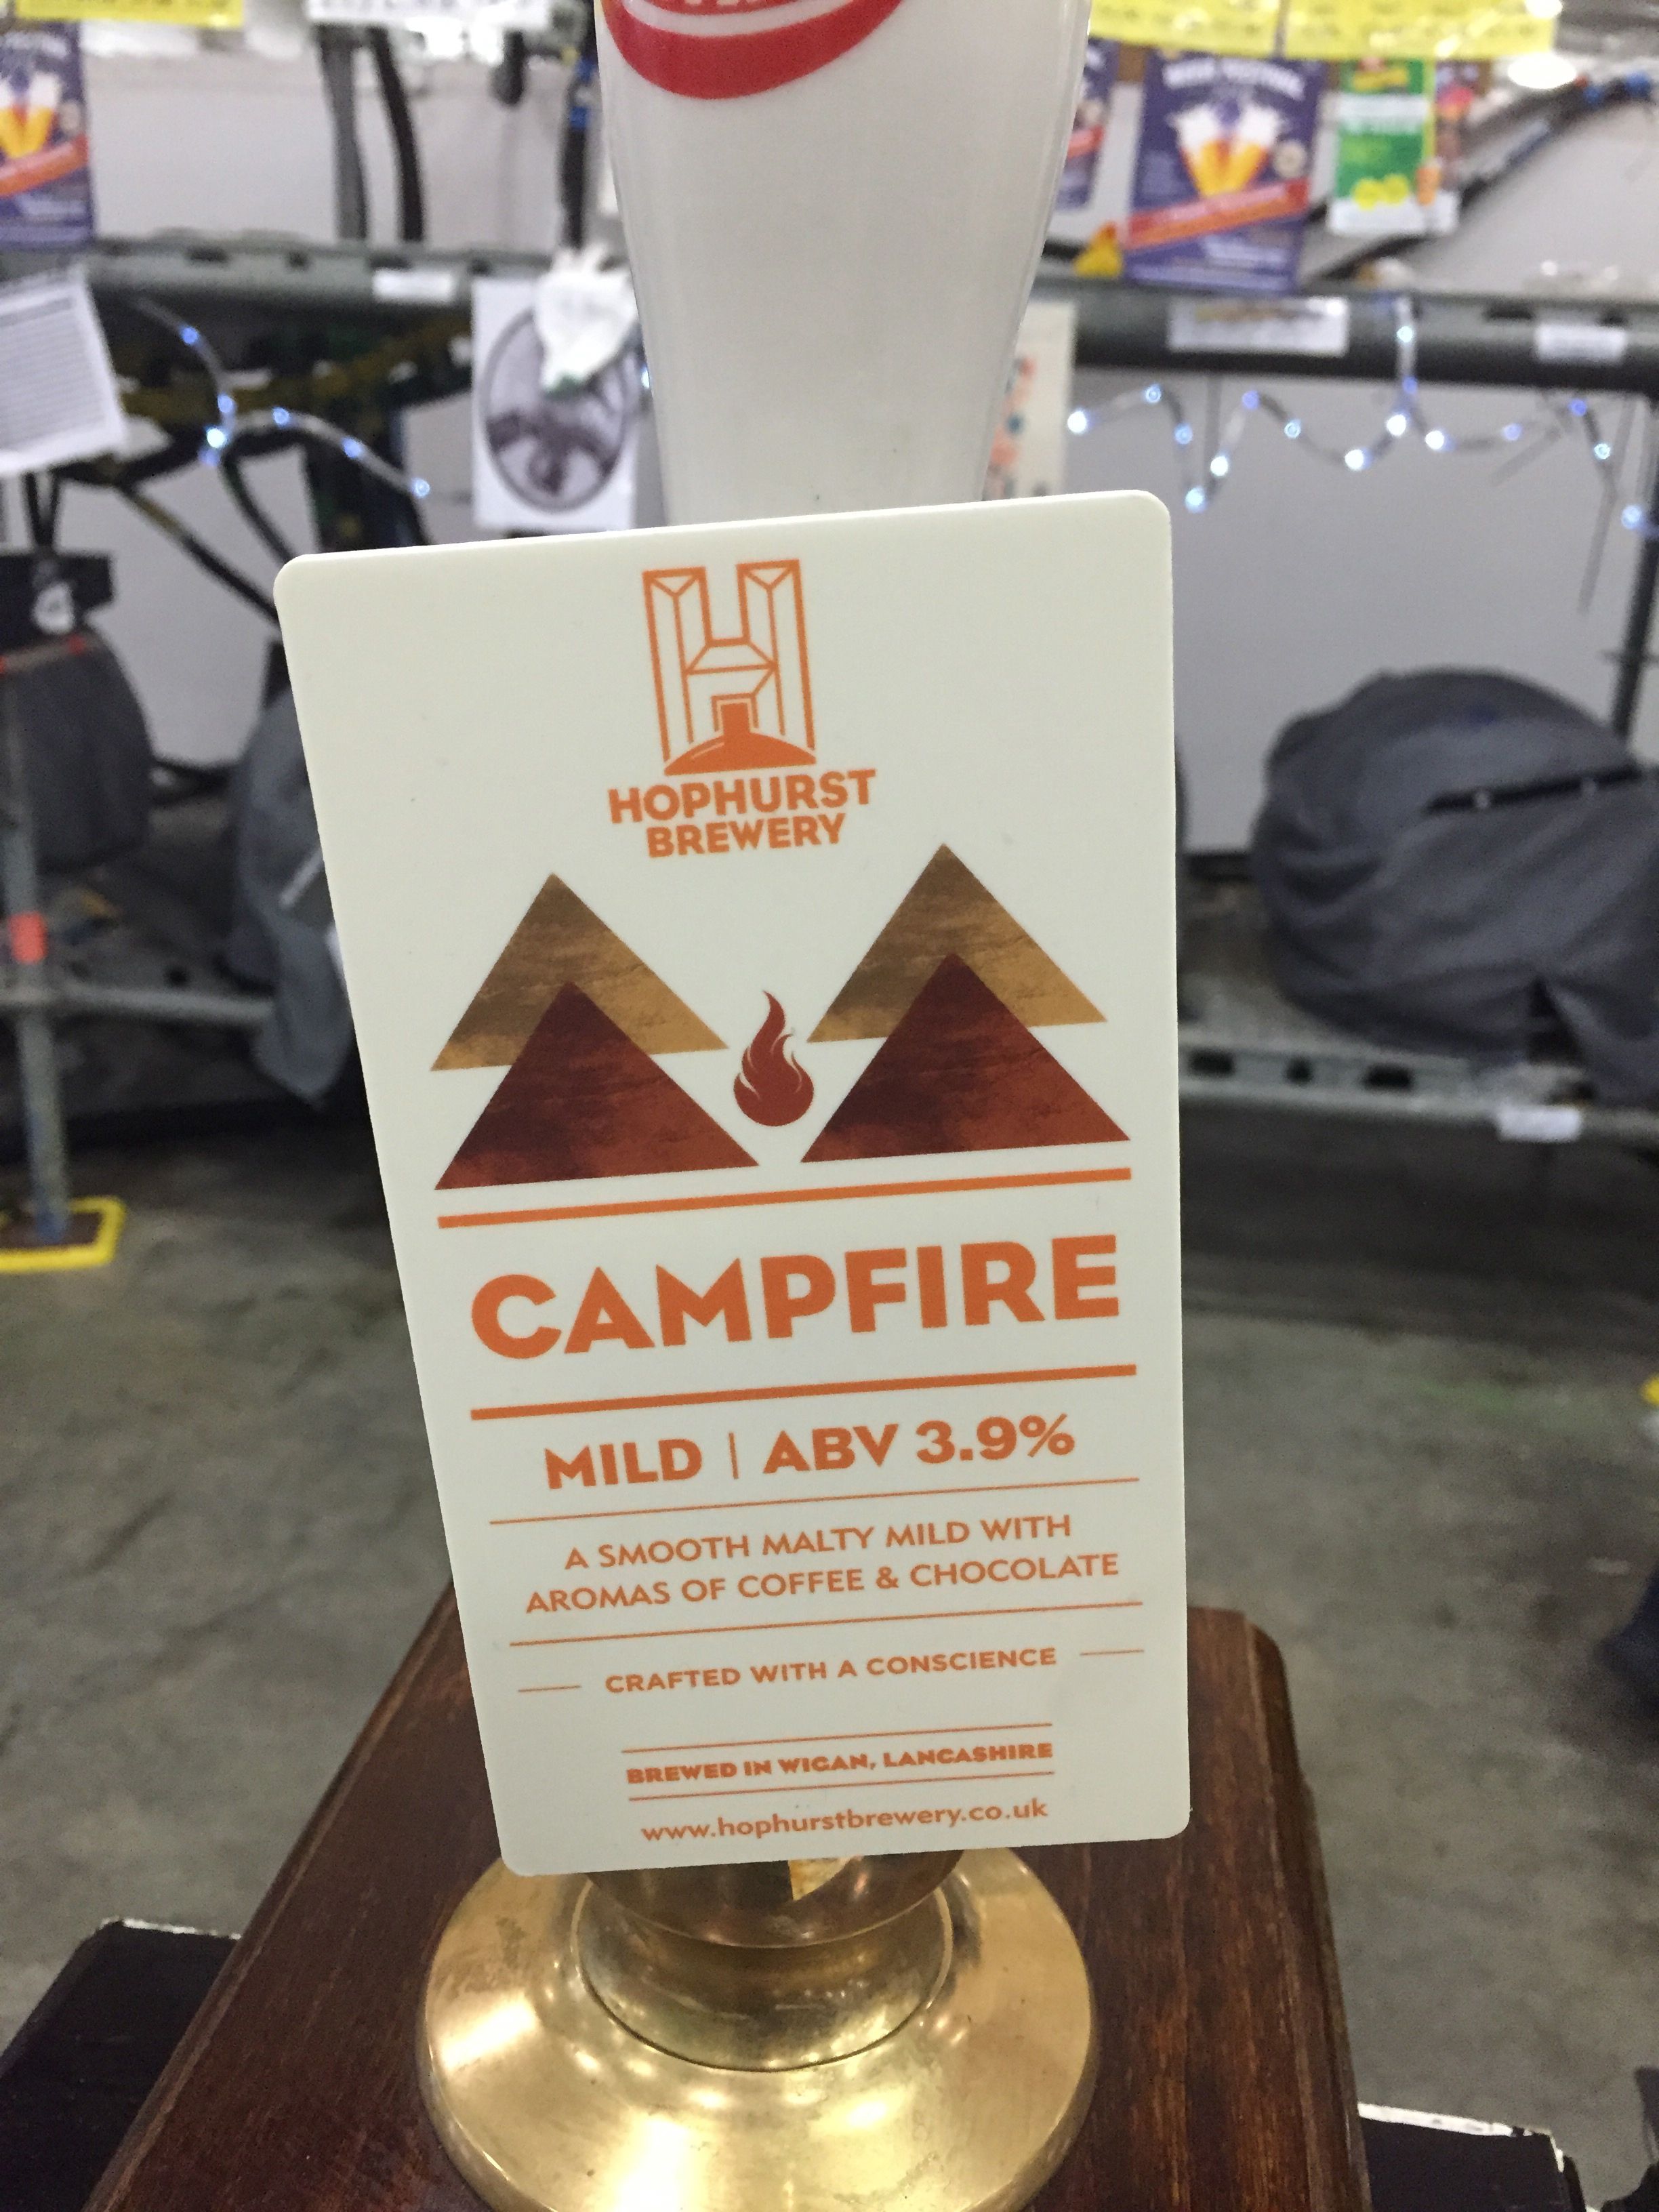 HOPHURST
BREWERY
CAMPFIRE
MILD | ABV 3.9%
A SMOOTH MALTY MILD WITH
AROMAS OF COFFEE & CHOCOLATE
CRAFTED WITH A CONSCIENCE
BREWED IN WIGAN, LANCASHIRE
www.hophurstbrewery.co.uk